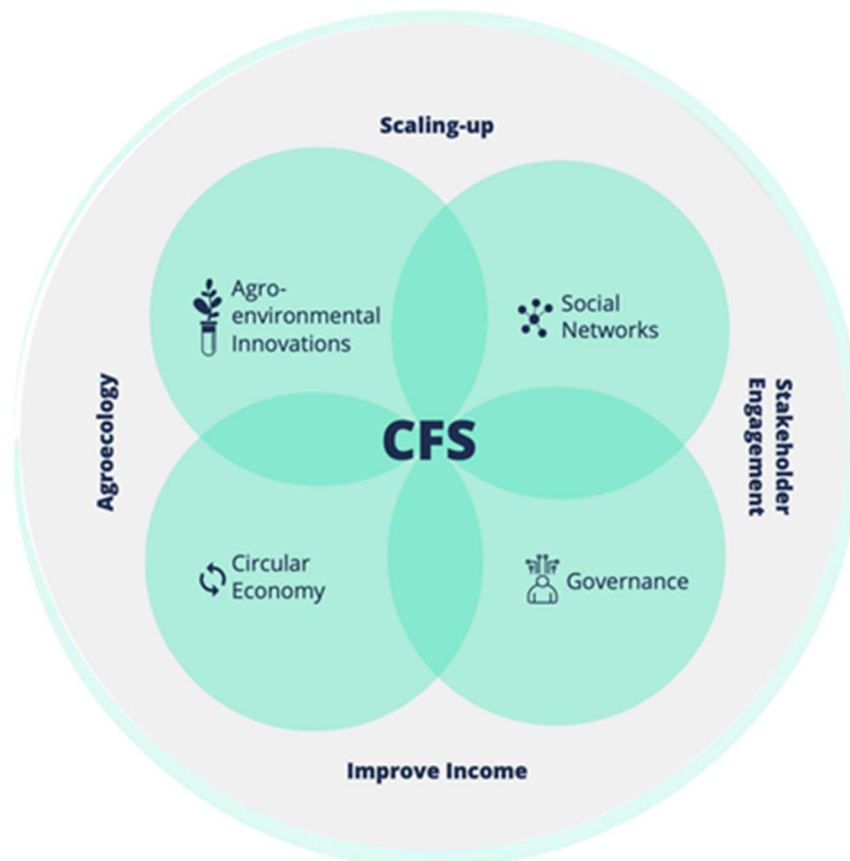 Scaling-up
Agro-
environmental
Innovations
Social
Networks
Agroecology
CFS
Stakeholder
Engagement
Circular
Economy
Governance
Improve Income